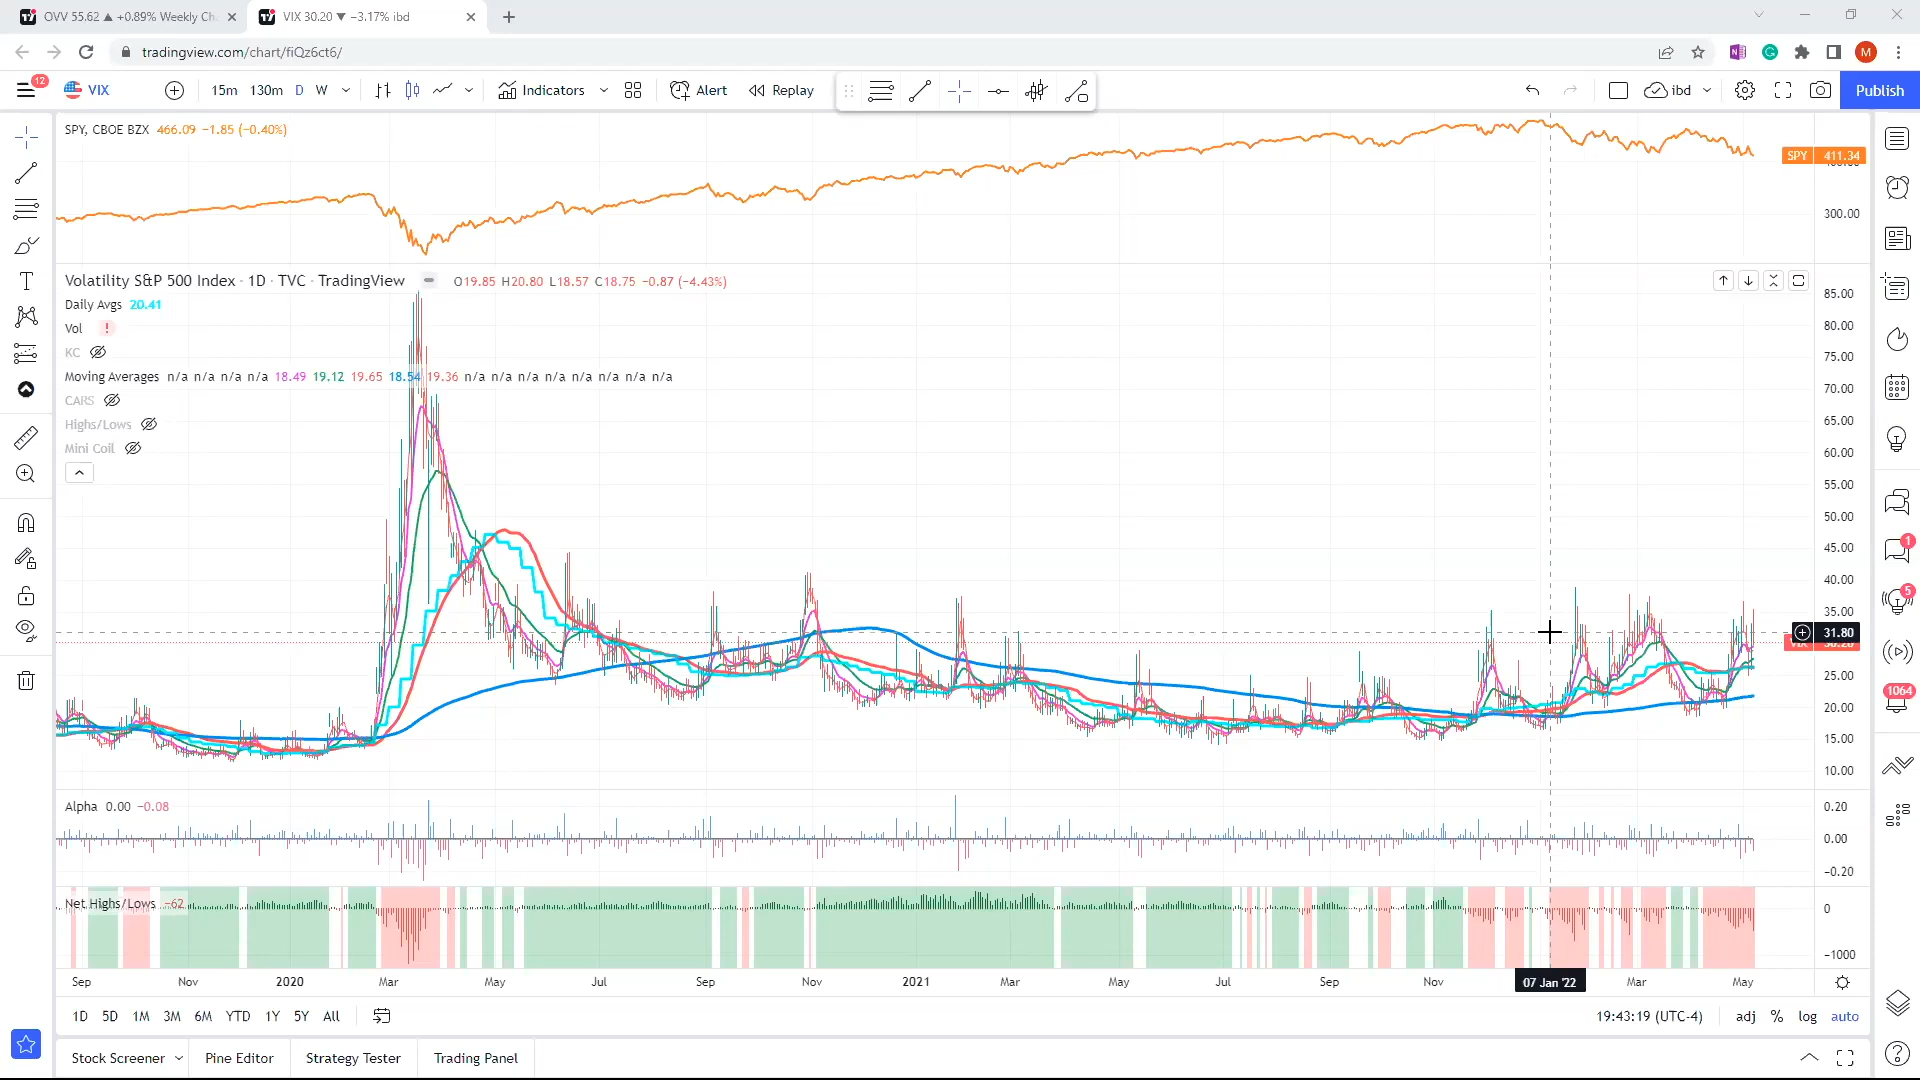 OVV 55.62 ▲ +0.89% Weekly Ch
VIX 30.20 ▼ −3.17% ibd
tradingview.com/chart/fiQz6ct6/
M
12
VIX
15m 130m D W
Indicators
Alert
Replay
ibd
Publish
SPY, CBOE BZX 466.09 −1.85 (−0.40%)
SPY 411.34
300.00
Volatility S&P 500 Index · 1D · TVC · TradingView O19.85 H20.80 L18.57 C18.75 −0.87 (−4.43%)
Daily Avgs 20.41
Vol !
KC
Moving Averages n/a n/a n/a n/a 18.49 19.12 19.65 18.54 19.36 n/a n/a n/a n/a n/a n/a n/a n/a
CARS
Highs/Lows
Mini Coil
85.00
80.00
75.00
70.00
65.00
60.00
55.00
50.00
45.00
40.00
35.00
31.80
25.00
20.00
15.00
10.00
1
5
1064
Alpha 0.00 −0.08
0.20
0.00
−0.20
Net Highs/Lows −62
0
−1000
Sep Nov 2020 Mar May Jul Sep Nov 2021 Mar May Jul Sep Nov 07 Jan '22 Mar May
1D 5D 1M 3M 6M YTD 1Y 5Y All
19:43:19 (UTC-4) adj % log auto
Stock Screener Pine Editor Strategy Tester Trading Panel